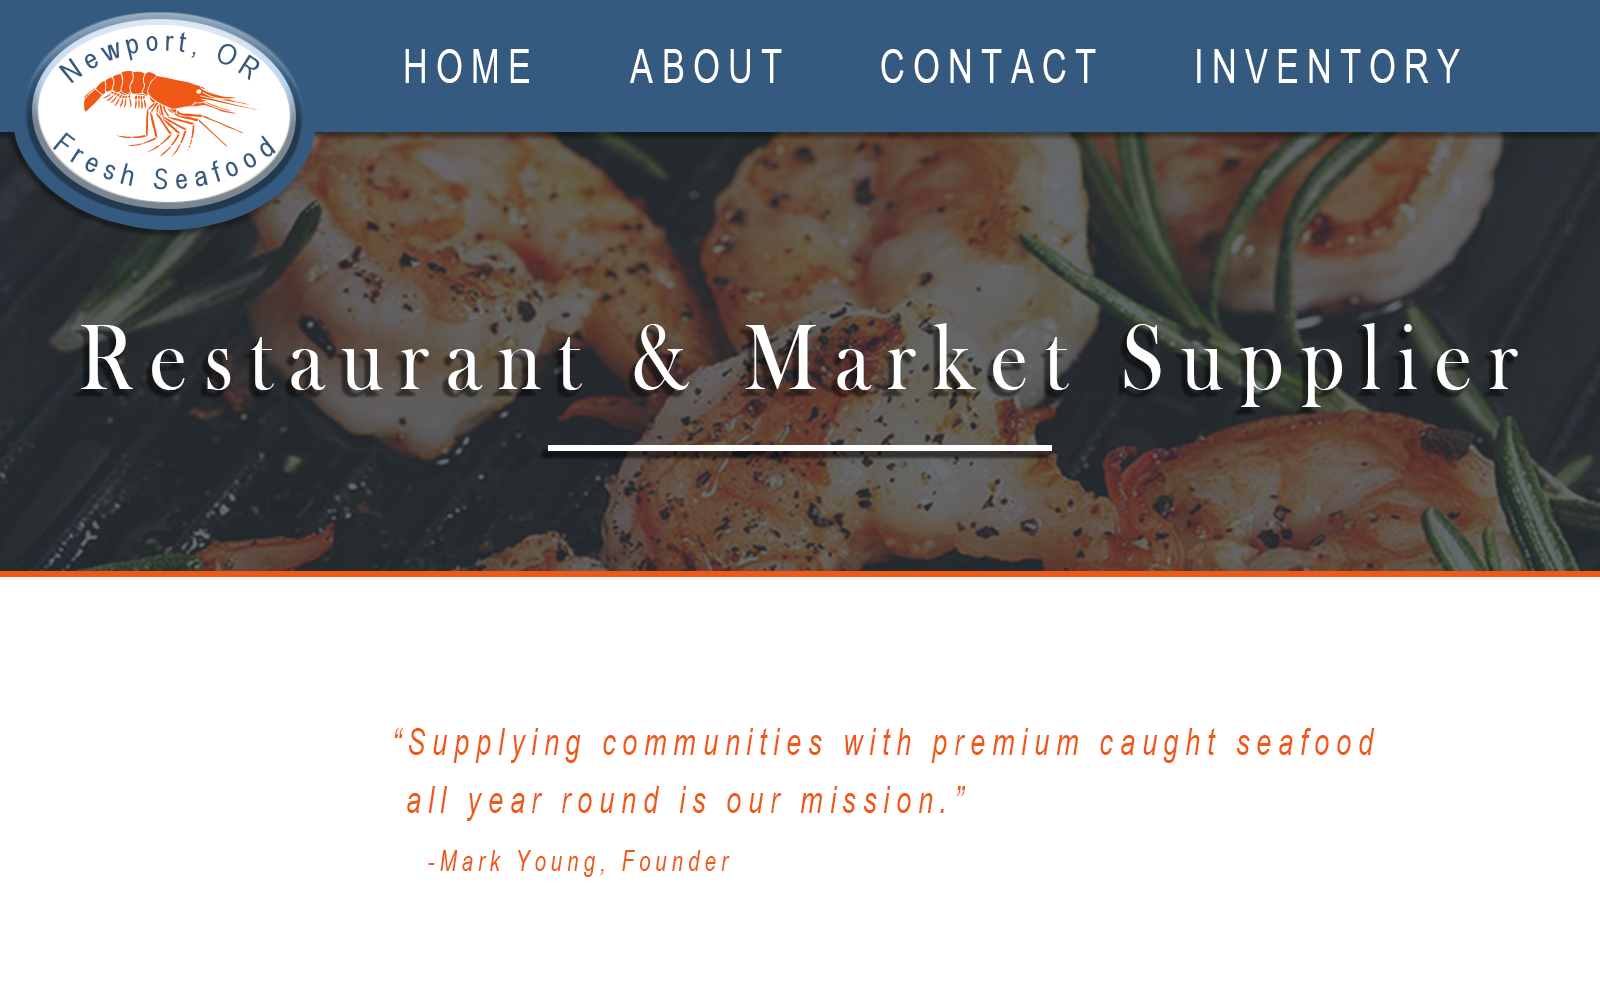 Newport, OR
Fresh Seafood
HOME ABOUT CONTACT INVENTORY
Restaurant & Market Supplier
“Supplying communities with premium caught seafood
all year round is our mission.”
-Mark Young, Founder